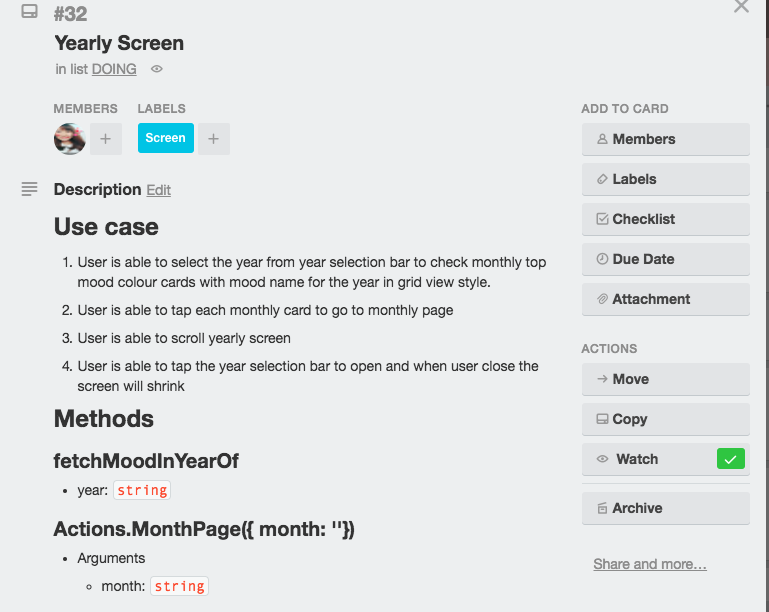 #32
Yearly Screen
in list DOING
MEMBERS
LABELS
+
Screen
+
Description Edit
Use case
1. User is able to select the year from year selection bar to check monthly top
mood colour cards with mood name for the year in grid view style.
2. User is able to tap each monthly card to go to monthly page
3. User is able to scroll yearly screen
4. User is able to tap the year selection bar to open and when user close the
screen will shrink
Methods
fetchMoodInYearOf
• year: string
Actions.MonthPage({ month: ''})
• Arguments
◦ month: string
ADD TO CARD
Members
Labels
Checklist
Due Date
Attachment
ACTIONS
Move
Copy
Watch
Archive
Share and more...